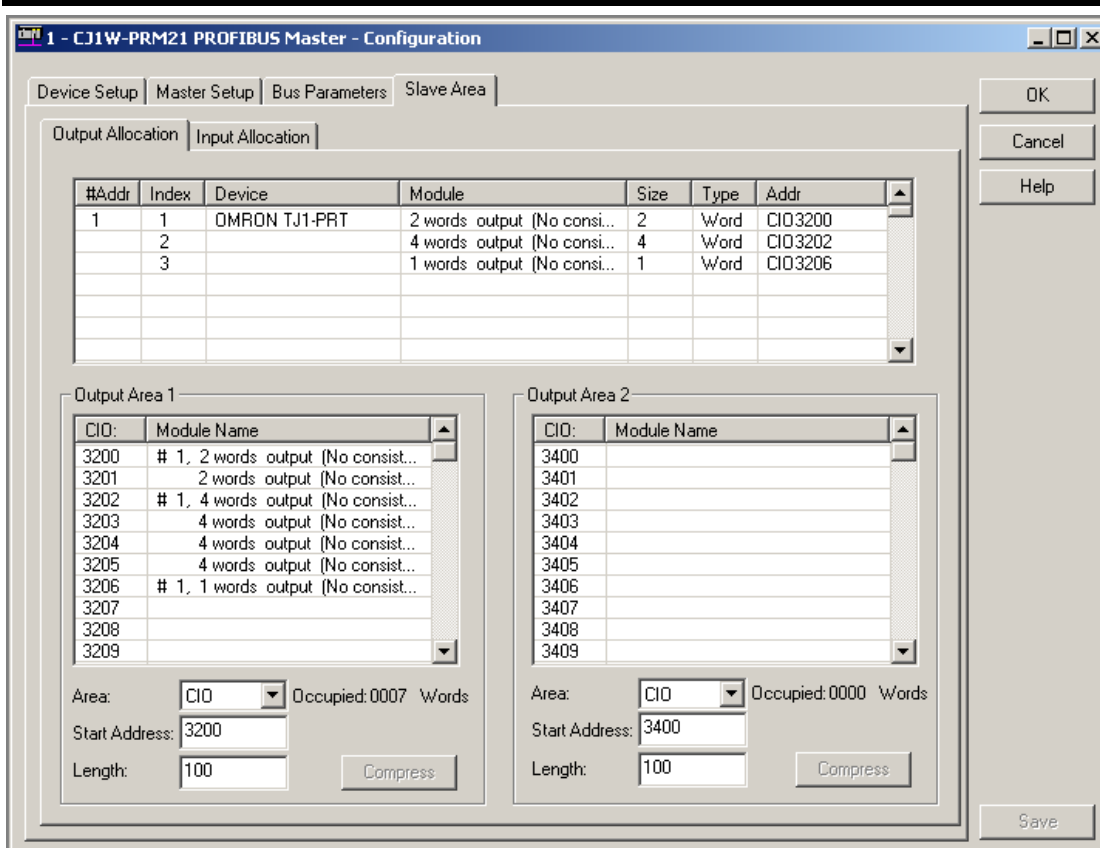 1 - CJ1W-PRM21 PROFIBUS Master - Configuration
Device Setup Master Setup Bus Parameters Slave Area
OK
Output Allocation Input Allocation
Cancel
Help
#Addr Index Device Module Size Type Addr
1 1 OMRON TJ1-PRT 2 words output (No consi... 2 Word CIO3200
2 4 words output (No consi... 4 Word CIO3202
3 1 words output (No consi... 1 Word CIO3206
Output Area 1
CIO: Module Name
3200 # 1, 2 words output (No consist...
3201 2 words output (No consist...
3202 # 1, 4 words output (No consist...
3203 4 words output (No consist...
3204 4 words output (No consist...
3205 4 words output (No consist...
3206 # 1, 1 words output (No consist...
3207
3208
3209
Area: CIO Occupied: 0007 Words
Start Address: 3200
Length: 100 Compress
Output Area 2
CIO: Module Name
3400
3401
3402
3403
3404
3405
3406
3407
3408
3409
Area: CIO Occupied: 0000 Words
Start Address: 3400
Length: 100 Compress
Save